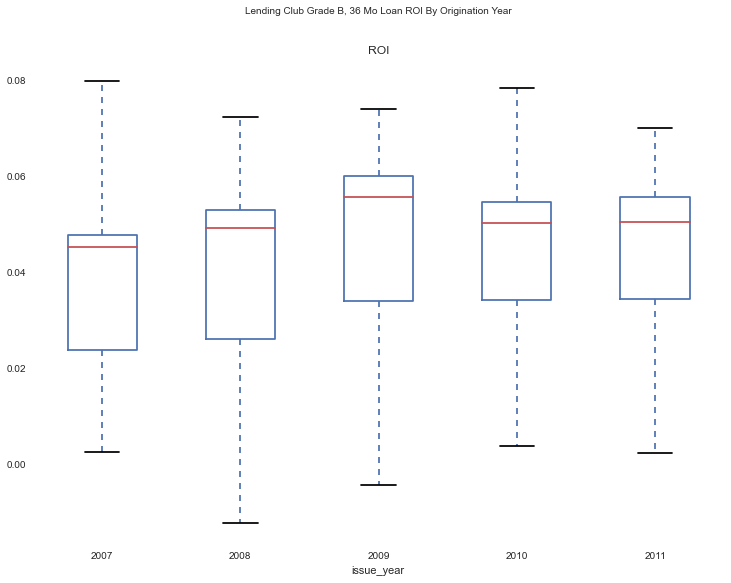 Lending Club Grade B, 36 Mo Loan ROI By Origination Year
ROI
0.08
0.06
0.04
0.02
0.00
2007 2008 2009 2010 2011
issue_year